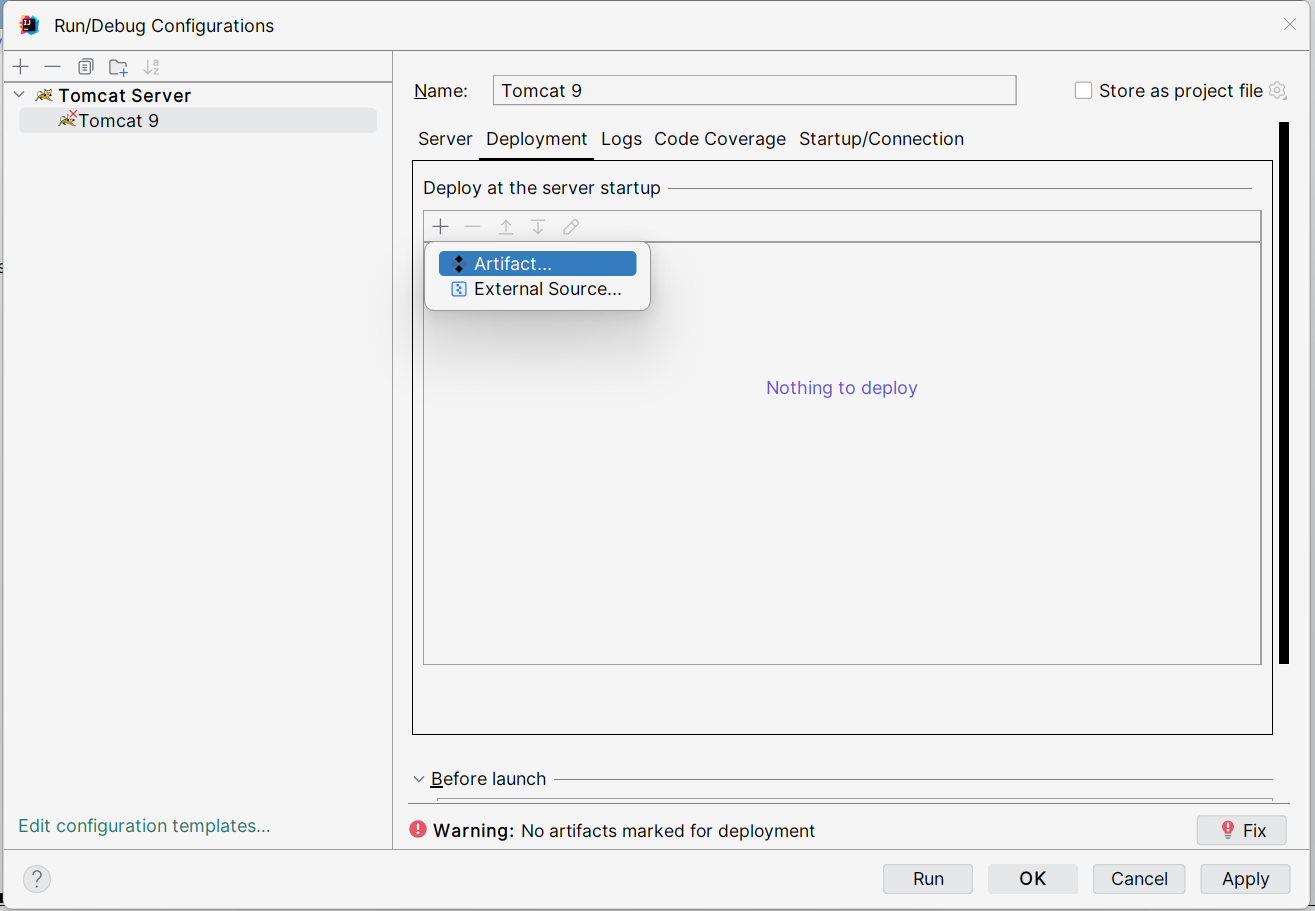 Run/Debug Configurations
Tomcat Server
Tomcat 9
Edit configuration templates...
Name: Tomcat 9 Store as project file
Server Deployment Logs Code Coverage Startup/Connection
Deploy at the server startup
Artifact...
External Source...
Nothing to deploy
Before launch
Warning: No artifacts marked for deployment Fix
? Run OK Cancel Apply